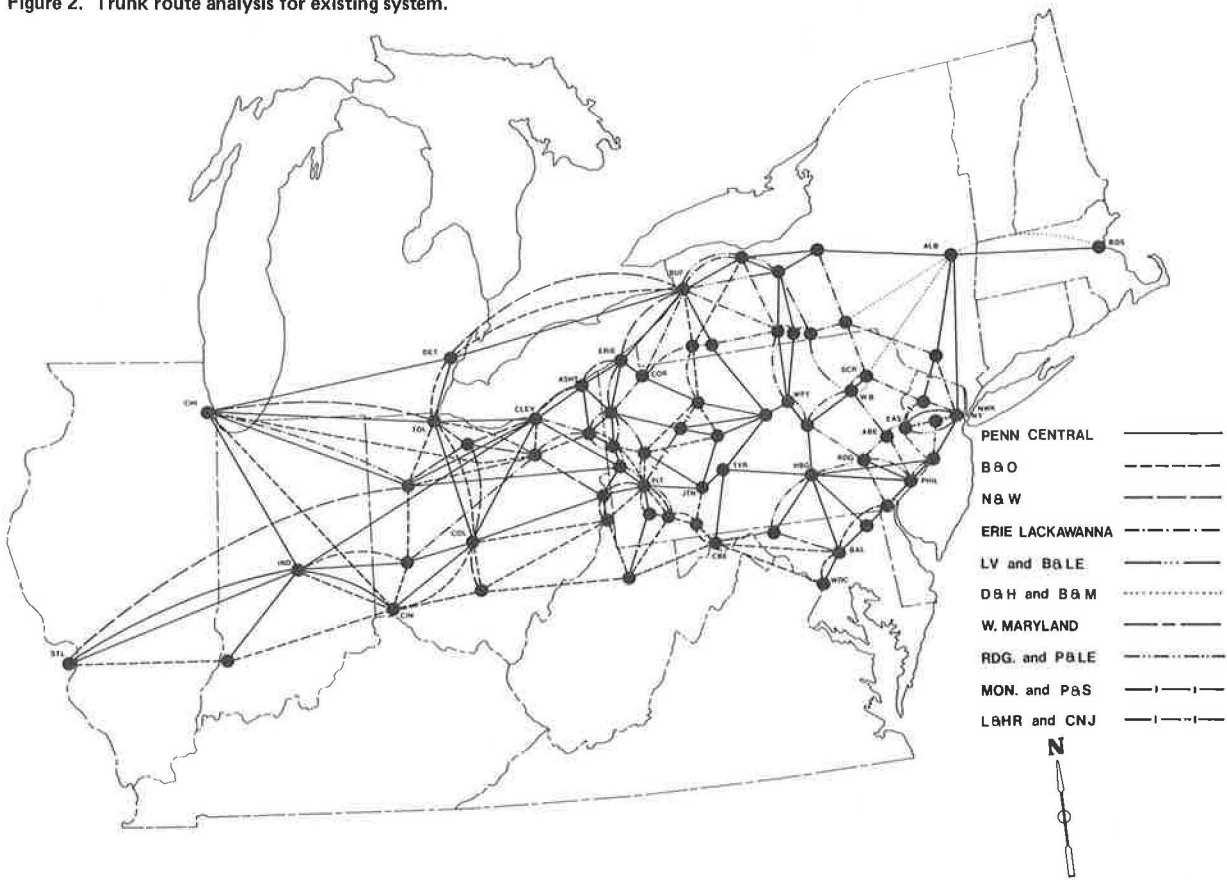 Figure 2. Trunk route analysis for existing system.
ALB
BOS
BUF
DET
ERIE
COR
ASHT
CHI
CLEV
TOL
SCR
WB
WPT
EAS
NWK
NY
ABE
RDG
PHIL
HBG
TYR
PIT
JTN
COL
IND
CIN
CBE
BAL
WDC
STL
PENN CENTRAL
B&O
N&W
ERIE LACKAWANNA
LV and B&LE
D&H and B&M
W. MARYLAND
RDG. and P&LE
MON. and P&S
L&HR and CNJ
N